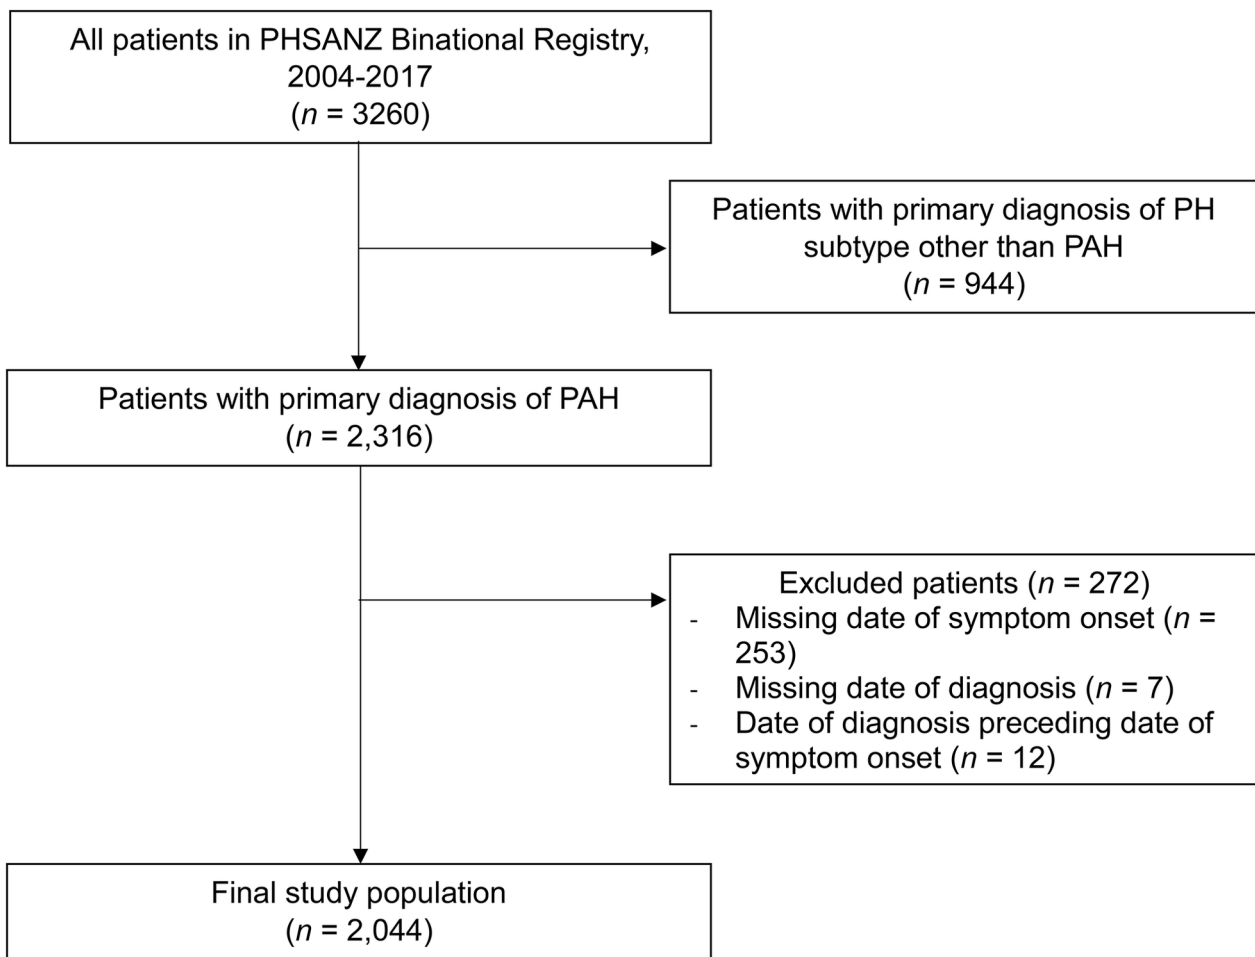 All patients in PHSANZ Binational Registry,
2004-2017
(n = 3260)
Patients with primary diagnosis of PH
subtype other than PAH
(n = 944)
Patients with primary diagnosis of PAH
(n = 2,316)
Excluded patients (n = 272)
- Missing date of symptom onset (n =
253)
- Missing date of diagnosis (n = 7)
- Date of diagnosis preceding date of
symptom onset (n = 12)
Final study population
(n = 2,044)